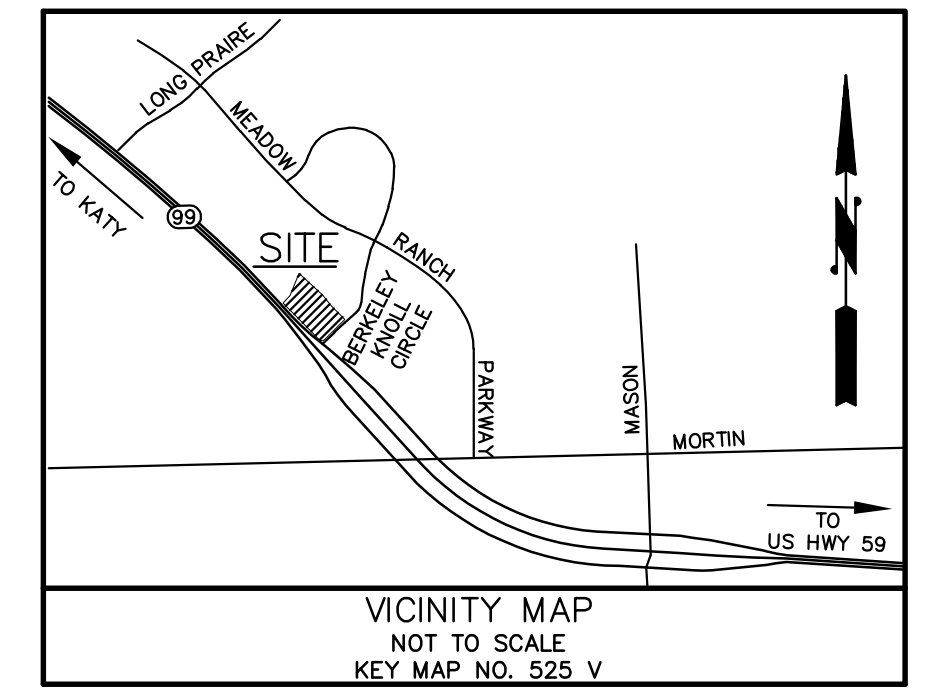 LONG PRAIRE
MEADOW
TO KATY
99
SITE
RANCH
BERKELEY
KNOLL
CIRCLE
PARKWAY
MASON
MORTIN
N
TO
US HWY 59
VICINITY MAP
NOT TO SCALE
KEY MAP NO. 525 V